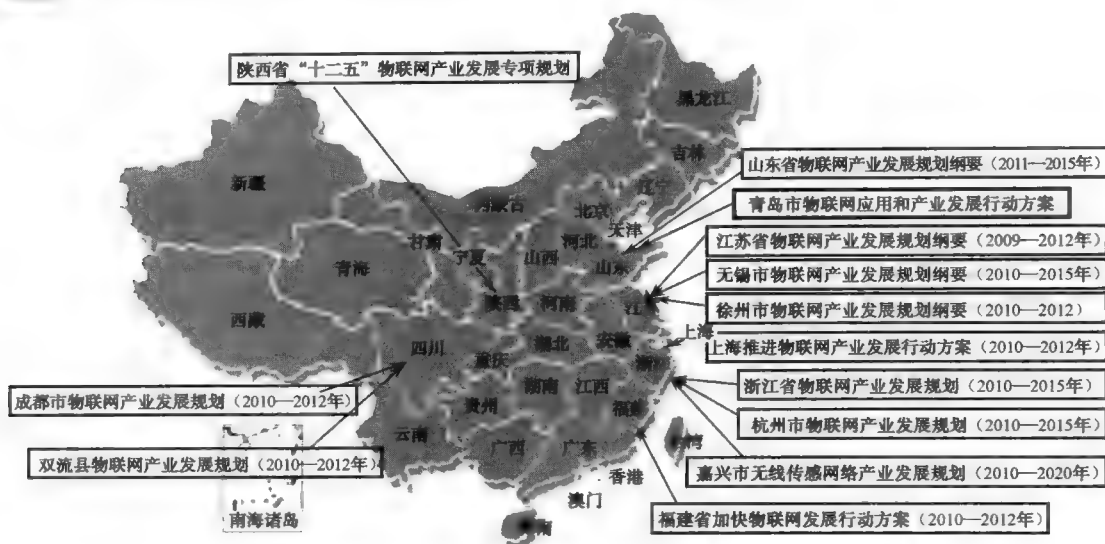 陕西省“十二五”物联网产业发展专项规划
黑龙江
吉林
辽宁
新疆
北京
天津
甘肃
宁夏
山西
河北
山东
青海
陕西
河南
江
西藏
上海
四川
重庆
湖北
安徽
湖南
江西
贵州
福建
云南
广西
广东
香港
澳门
南海诸岛
山东省物联网产业发展规划纲要（2011—2015年）
青岛市物联网应用和产业发展行动方案
江苏省物联网产业发展规划纲要（2009—2012年）
无锡市物联网产业发展规划纲要（2010—2015年）
徐州市物联网产业发展规划纲要（2010—2012）
上海推进物联网产业发展行动方案（2010—2012年）
浙江省物联网产业发展规划（2010—2015年）
杭州市物联网产业发展规划（2010—2015年）
嘉兴市无线传感网络产业发展规划（2010—2020年）
福建省加快物联网发展行动方案（2010—2012年）
成都市物联网产业发展规划（2010—2012年）
双流县物联网产业发展规划（2010—2012年）